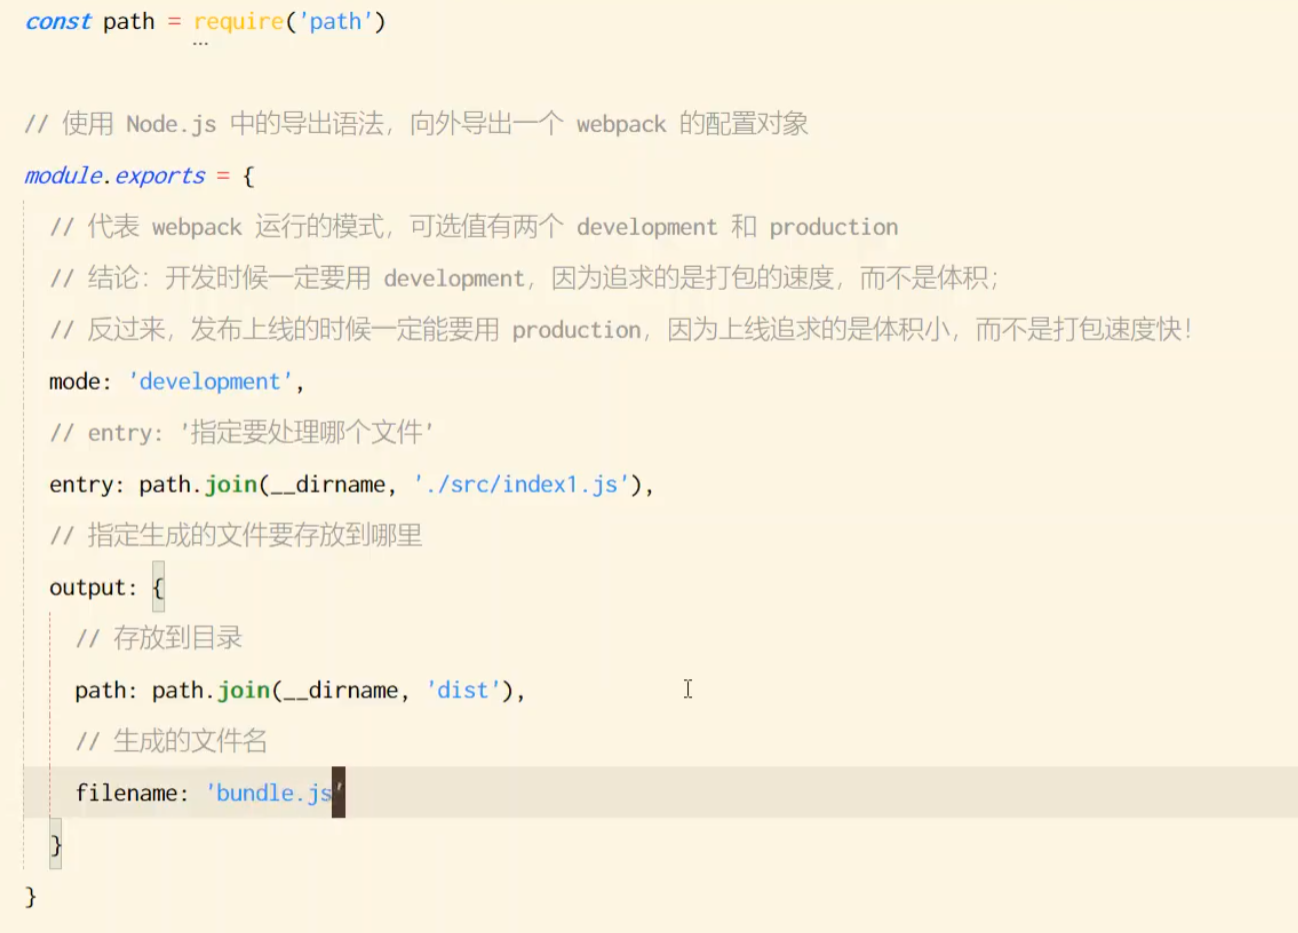 const path = require('path')
// 使用 Node.js 中的导出语法，向外导出一个 webpack 的配置对象
module.exports = {
// 代表 webpack 运行的模式，可选值有两个 development 和 production
// 结论：开发时候一定要用 development，因为追求的是打包的速度，而不是体积；
// 反过来，发布上线的时候一定能要用 production，因为上线追求的是体积小，而不是打包速度快！
mode: 'development',
// entry: '指定要处理哪个文件'
entry: path.join(__dirname, './src/index1.js'),
// 指定生成的文件要存放到哪里
output: {
// 存放到目录
path: path.join(__dirname, 'dist'),
// 生成的文件名
filename: 'bundle.js'
}
}